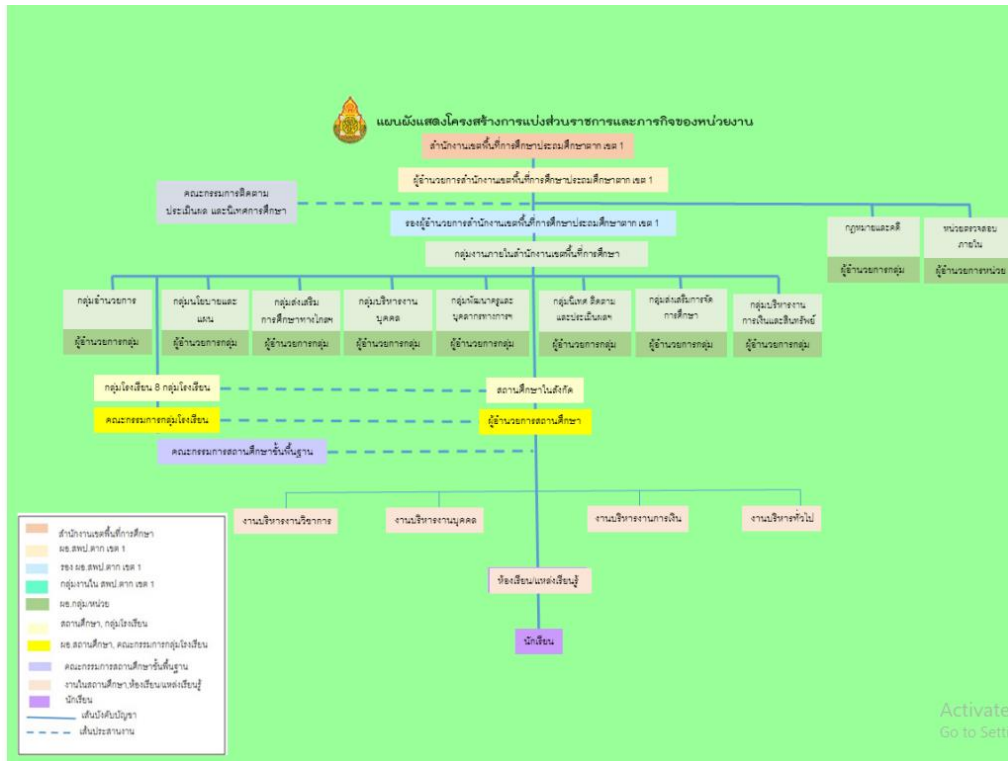 แผนผังแสดงโครงสร้างการแบ่งส่วนราชการและภารกิจของหน่วยงาน
สำนักงานเขตพื้นที่การศึกษาประถมศึกษาตาก เขต 1
ผู้อำนวยการสำนักงานเขตพื้นที่การศึกษาประถมศึกษาตาก เขต 1
คณะกรรมการติดตาม
ประเมินผล และนิเทศการศึกษา
รองผู้อำนวยการสำนักงานเขตพื้นที่การศึกษาประถมศึกษาตาก เขต 1
กฎหมายและคดี
ผู้อำนวยการกลุ่ม
หน่วยตรวจสอบ
ภายใน
ผู้อำนวยการหน่วย
กลุ่มงานภายในสำนักงานเขตพื้นที่การศึกษา
กลุ่มอำนวยการ
ผู้อำนวยการกลุ่ม
กลุ่มนโยบายและ
แผน
ผู้อำนวยการกลุ่ม
กลุ่มส่งเสริม
การศึกษาทางไกลฯ
ผู้อำนวยการกลุ่ม
กลุ่มบริหารงาน
บุคคล
ผู้อำนวยการกลุ่ม
กลุ่มพัฒนาครูและ
บุคลากรทางการฯ
ผู้อำนวยการกลุ่ม
กลุ่มนิเทศ ติดตาม
และประเมินผลฯ
ผู้อำนวยการกลุ่ม
กลุ่มส่งเสริมการจัด
การศึกษา
ผู้อำนวยการกลุ่ม
กลุ่มบริหารงาน
การเงินและสินทรัพย์
ผู้อำนวยการกลุ่ม
กลุ่มโรงเรียน 8 กลุ่มโรงเรียน
สถานศึกษาในสังกัด
คณะกรรมการกลุ่มโรงเรียน
ผู้อำนวยการสถานศึกษา
คณะกรรมการสถานศึกษาขั้นพื้นฐาน
งานบริหารงานวิชาการ
งานบริหารงานบุคคล
งานบริหารงานการเงิน
งานบริหารทั่วไป
ห้องเรียน/แหล่งเรียนรู้
นักเรียน
สำนักงานเขตพื้นที่การศึกษา
ผอ.สพป.ตาก เขต 1
รอง ผอ.สพป.ตาก เขต 1
กลุ่มงานใน สพป.ตาก เขต 1
ผอ.กลุ่ม/หน่วย
สถานศึกษา, กลุ่มโรงเรียน
ผอ.สถานศึกษา, คณะกรรมการกลุ่มโรงเรียน
คณะกรรมการสถานศึกษาขั้นพื้นฐาน
งานในสถานศึกษา,ห้องเรียน/แหล่งเรียนรู้
นักเรียน
เส้นบังคับบัญชา
เส้นประสานงาน
Activate
Go to Setti